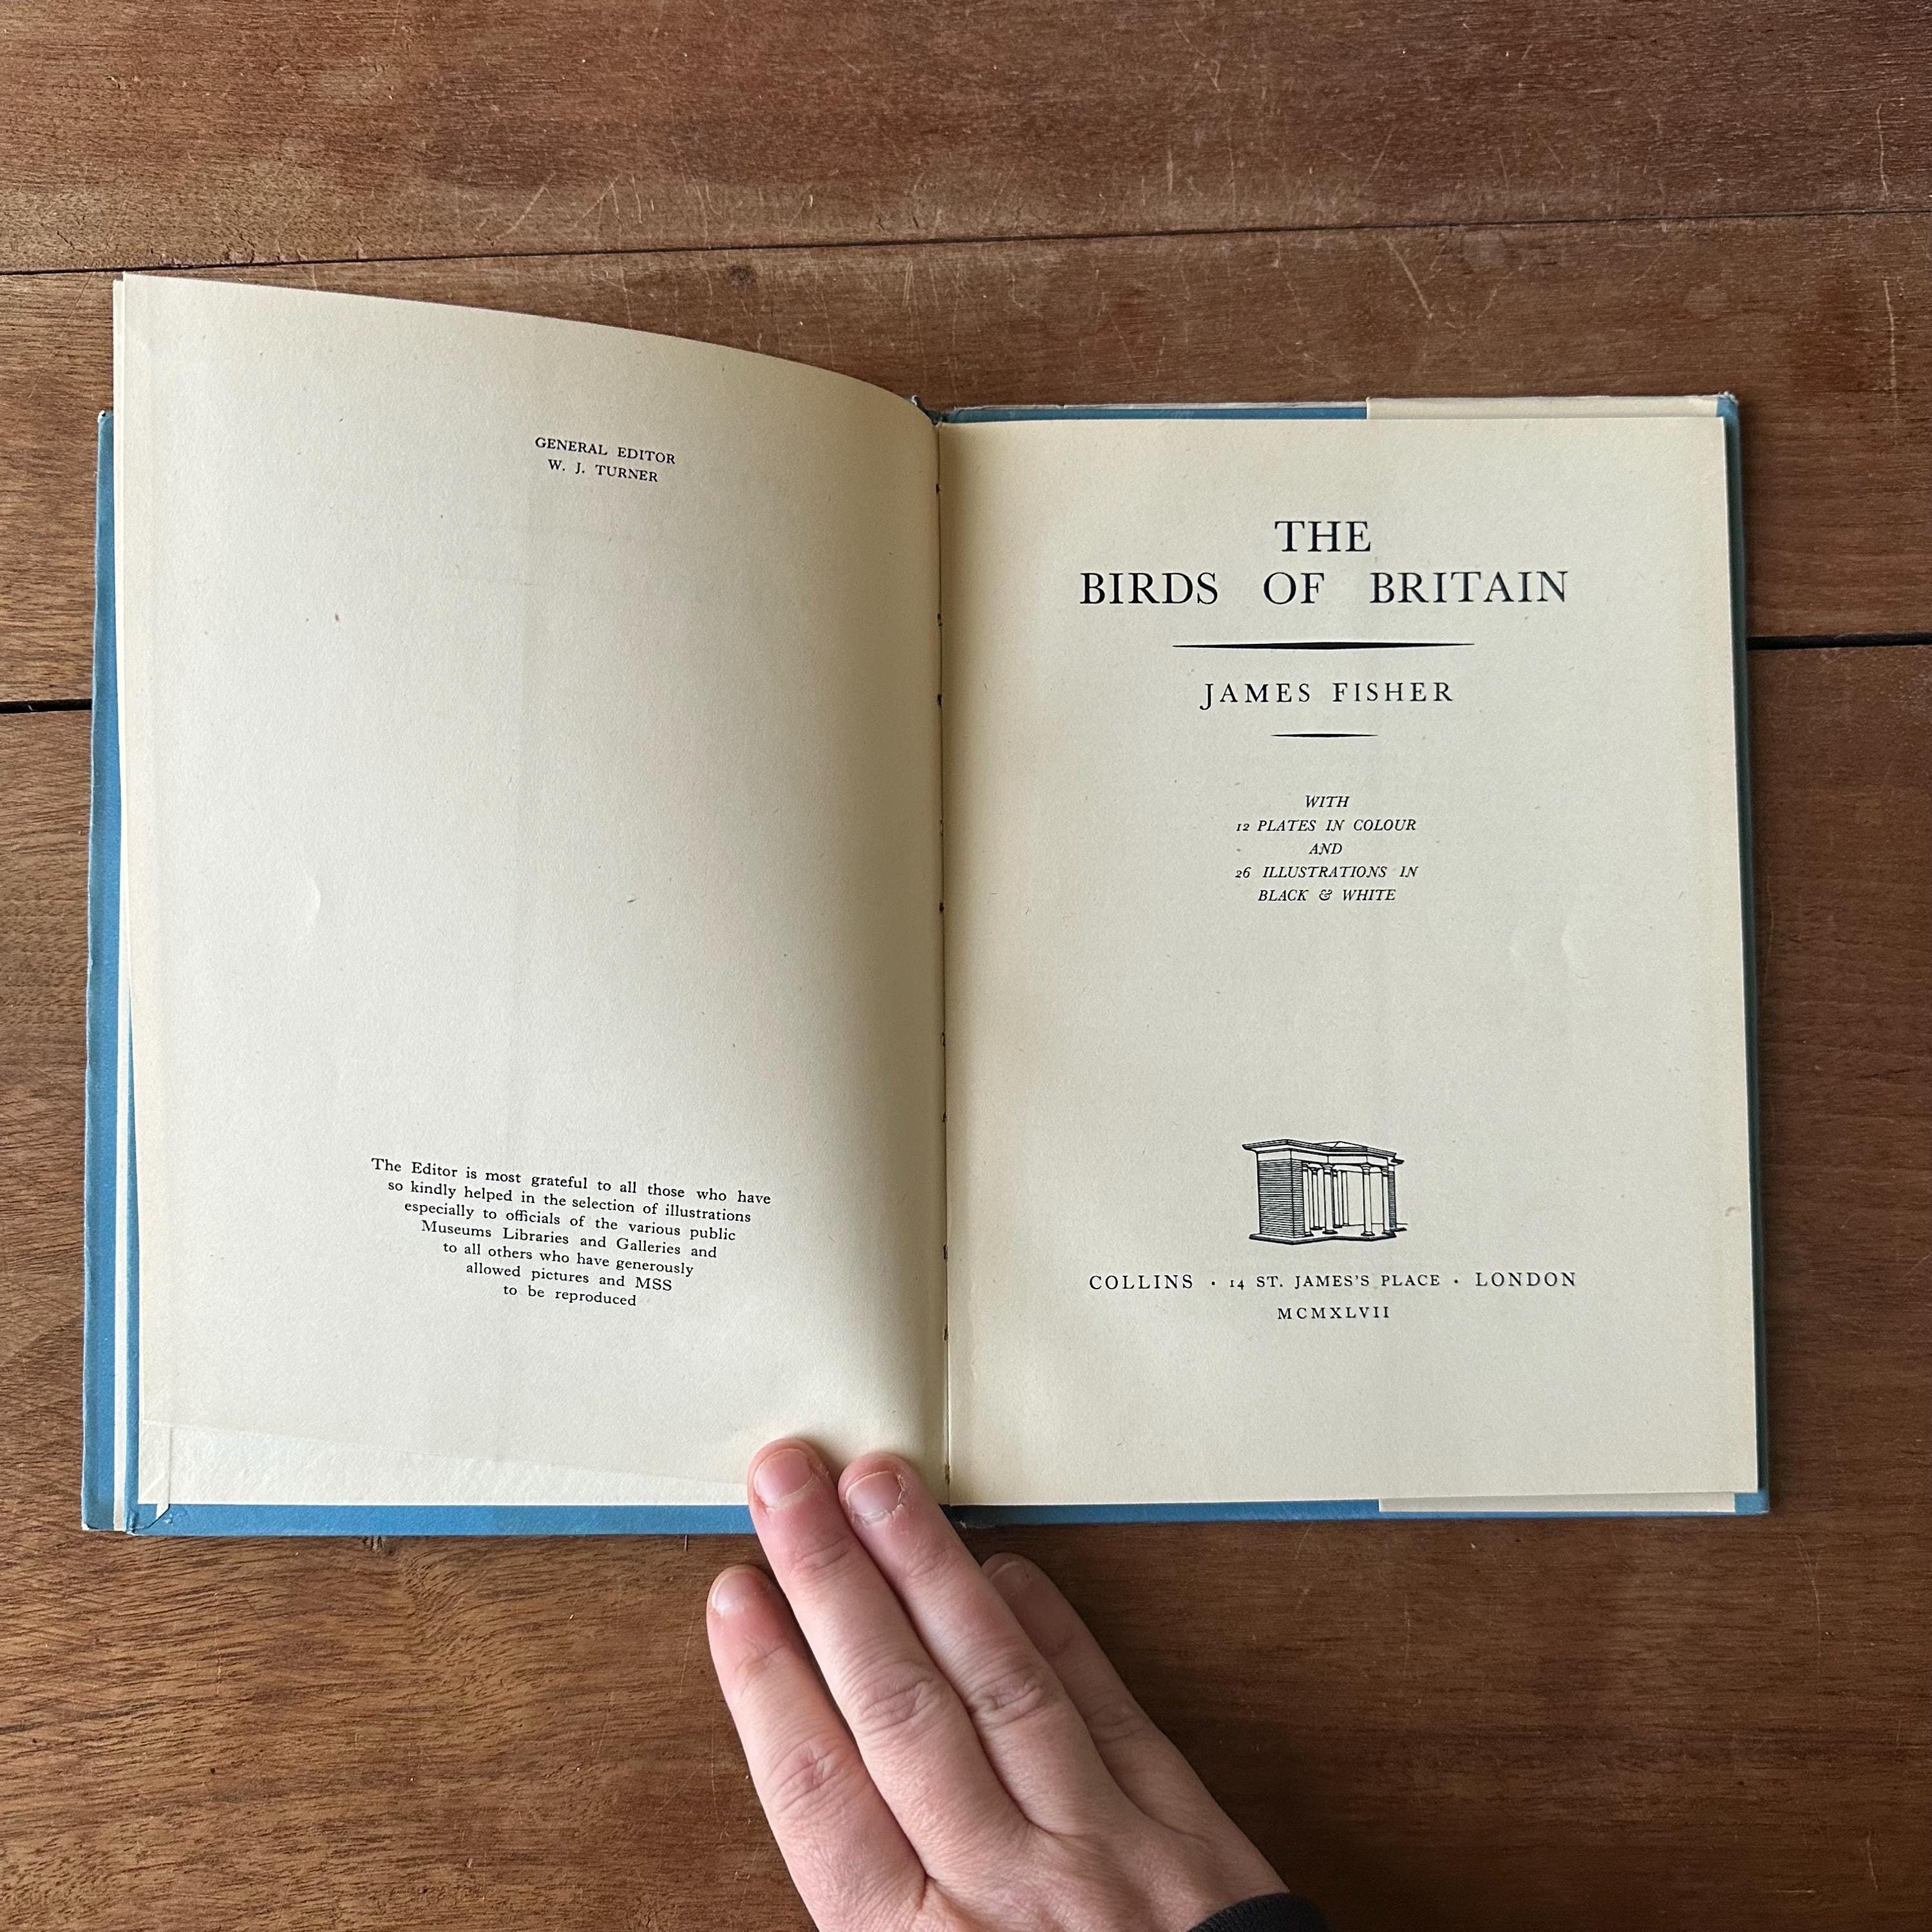 GENERAL EDITOR
W. J. TURNER
The Editor is most grateful to all those who have
so kindly helped in the selection of illustrations
especially to officials of the various public
Museums Libraries and Galleries and
to all others who have generously
allowed pictures and MSS
to be reproduced
THE
BIRDS OF BRITAIN
JAMES FISHER
WITH
12 PLATES IN COLOUR
AND
26 ILLUSTRATIONS IN
BLACK & WHITE
COLLINS · 14 ST. JAMES'S PLACE · LONDON
MCMXLVII